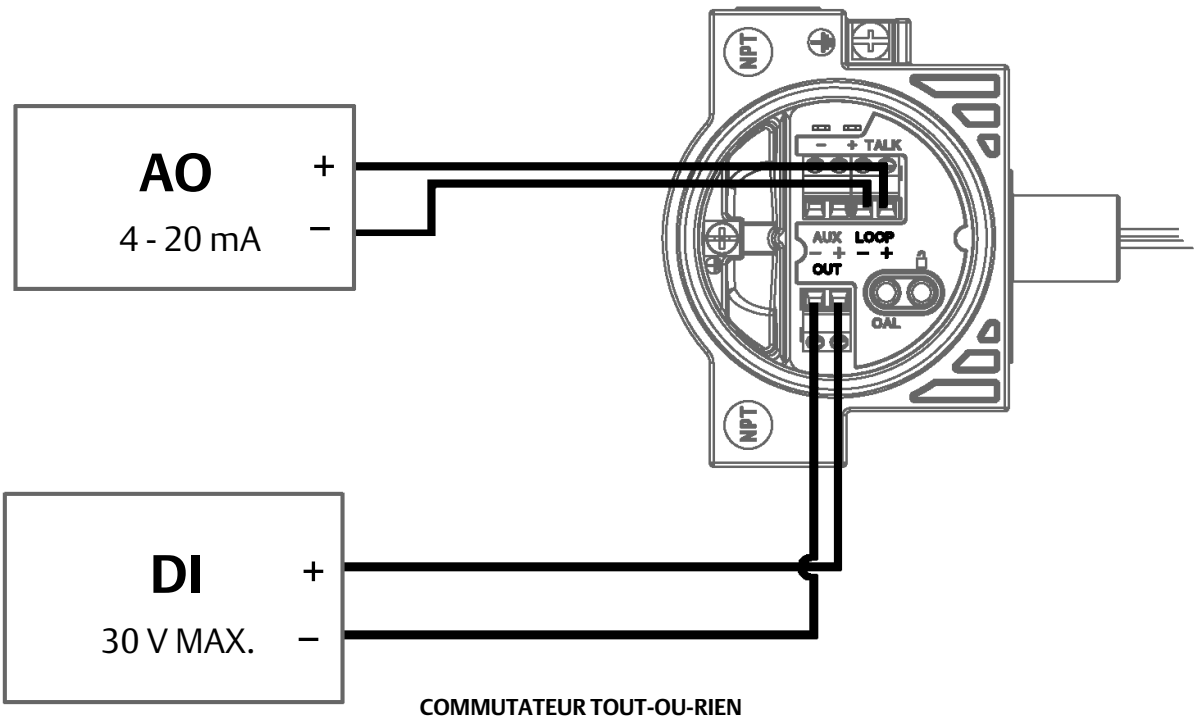 NPT
AO
+
4 - 20 mA
−
− + TALK
AUX LOOP
− + − +
OUT
CAL
NPT
DI
+
30 V MAX.
−
COMMUTATEUR TOUT-OU-RIEN